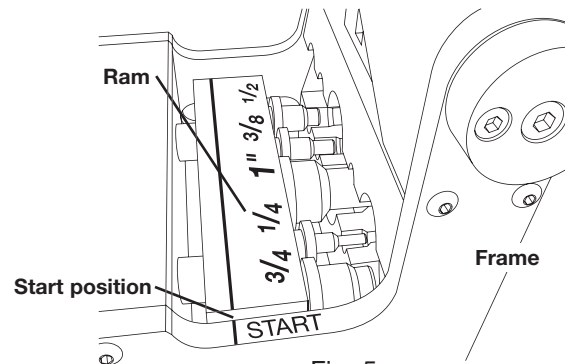 Ram
3/4 1/4 1" 3/8 1/2
Frame
Start position
START
Fig. 5